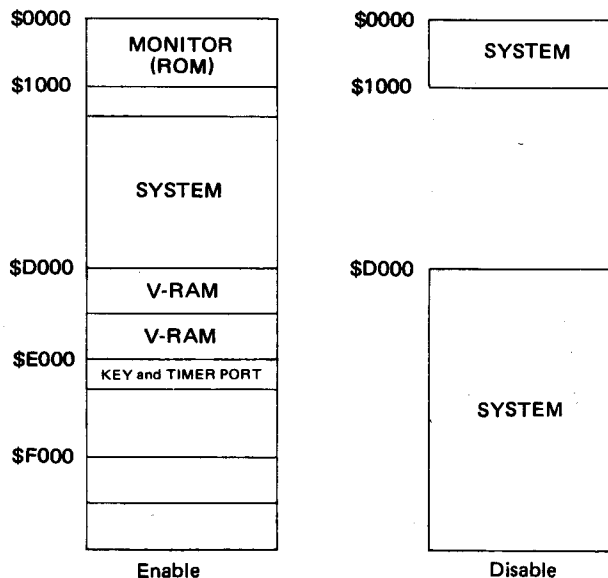 $0000
MONITOR
(ROM)
$1000
SYSTEM
$D000
V-RAM
V-RAM
$E000
KEY and TIMER PORT
$F000
Enable
$0000
SYSTEM
$1000
$D000
SYSTEM
Disable